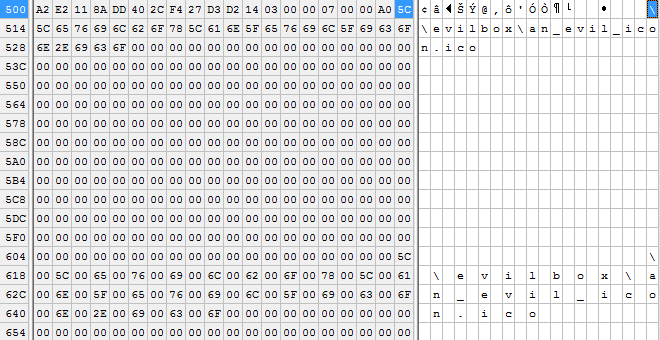 500 A2 E2 11 8A DD 40 2C F4 27 D3 D2 14 03 00 00 07 00 00 A0 5C ¢ â ◄ Š Ý @ , ô ' Ó Ò ¶ └ • \
514 5C 65 76 69 6C 62 6F 78 5C 61 6E 5F 65 76 69 6C 5F 69 63 6F \ e v i l b o x \ a n _ e v i l _ i c o
528 6E 2E 69 63 6F 00 00 00 00 00 00 00 00 00 00 00 00 00 00 00 n . i c o
53C 00 00 00 00 00 00 00 00 00 00 00 00 00 00 00 00 00 00 00 00
550 00 00 00 00 00 00 00 00 00 00 00 00 00 00 00 00 00 00 00 00
564 00 00 00 00 00 00 00 00 00 00 00 00 00 00 00 00 00 00 00 00
578 00 00 00 00 00 00 00 00 00 00 00 00 00 00 00 00 00 00 00 00
58C 00 00 00 00 00 00 00 00 00 00 00 00 00 00 00 00 00 00 00 00
5A0 00 00 00 00 00 00 00 00 00 00 00 00 00 00 00 00 00 00 00 00
5B4 00 00 00 00 00 00 00 00 00 00 00 00 00 00 00 00 00 00 00 00
5C8 00 00 00 00 00 00 00 00 00 00 00 00 00 00 00 00 00 00 00 00
5DC 00 00 00 00 00 00 00 00 00 00 00 00 00 00 00 00 00 00 00 00
5F0 00 00 00 00 00 00 00 00 00 00 00 00 00 00 00 00 00 00 00 00
604 00 00 00 00 00 00 00 00 00 00 00 00 00 00 00 00 00 00 00 5C \
618 00 5C 00 65 00 76 00 69 00 6C 00 62 00 6F 00 78 00 5C 00 61 \ e v i l b o x \ a
62C 00 6E 00 5F 00 65 00 76 00 69 00 6C 00 5F 00 69 00 63 00 6F n _ e v i l _ i c o
640 00 6E 00 2E 00 69 00 63 00 6F 00 00 00 00 00 00 00 00 00 00 n . i c o
654 00 00 00 00 00 00 00 00 00 00 00 00 00 00 00 00 00 00 00 00